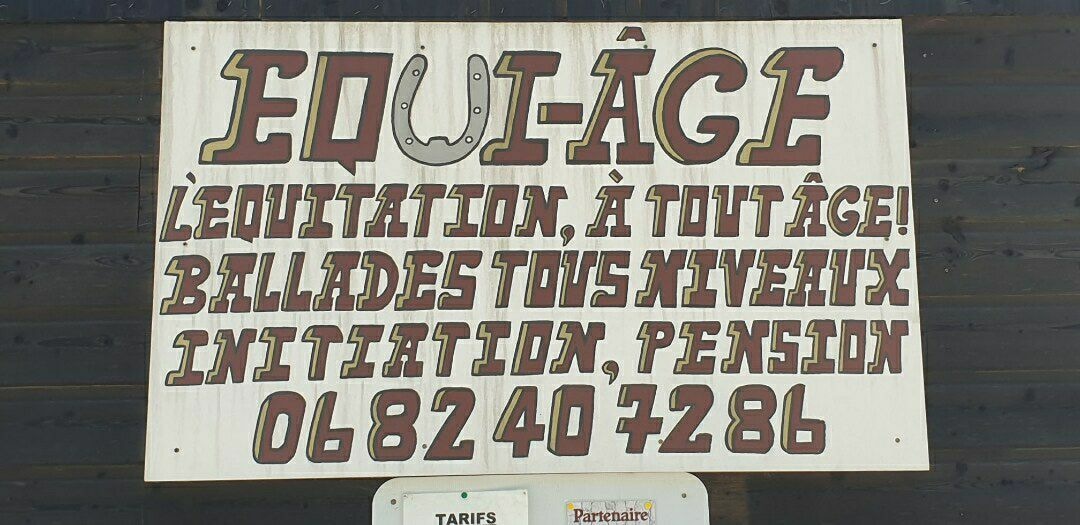 EQUI-ÂGE
L'EQUITATION, À TOUT ÂGE!
BALLADES TOUS NIVEAUX
INITIATION, PENSION
06 82 40 72 86
TARIFS
Partenaire